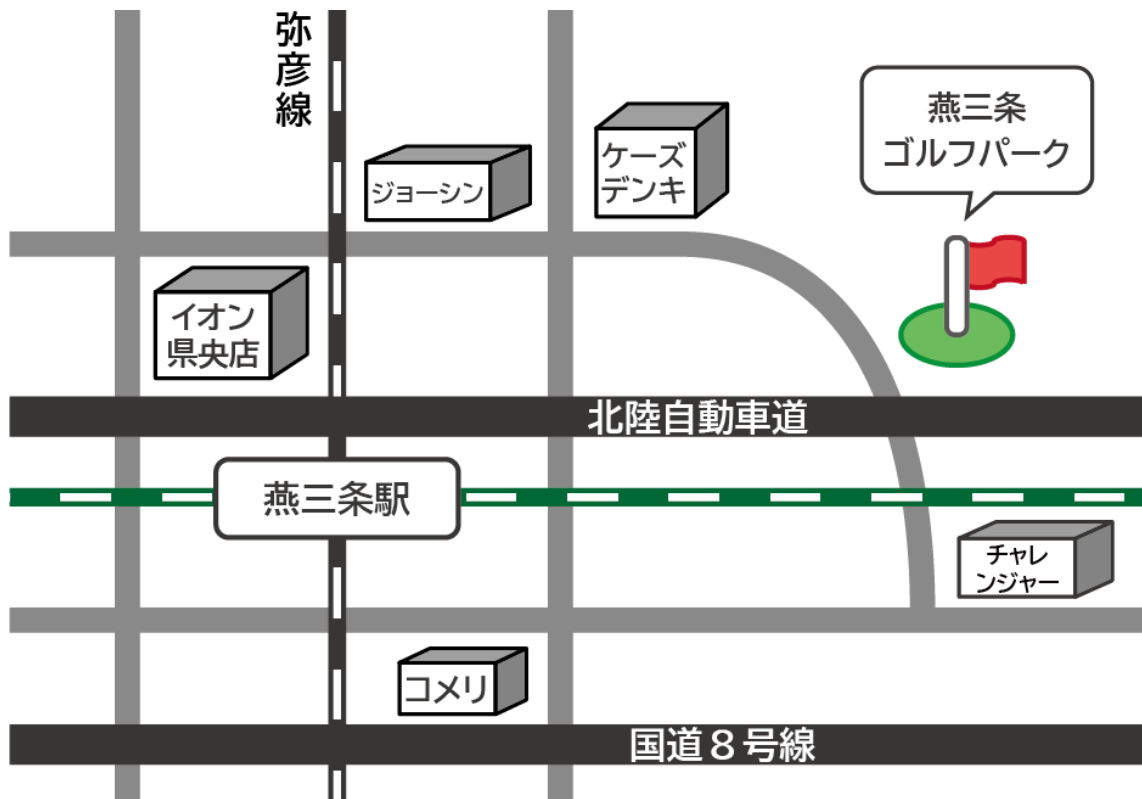 弥彦線
燕三条
ゴルフパーク
ケーズ
デンキ
ジョーシン
イオン
県央店
北陸自動車道
燕三条駅
チャレ
ンジャー
コメリ
国道８号線